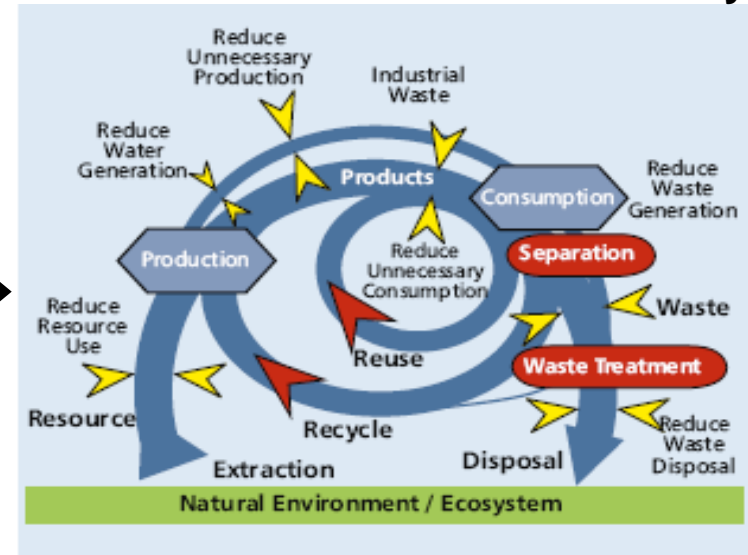 Reduce
Unnecessary
Production
Industrial
Waste
Reduce
Water
Generation
Products
Consumption
Reduce
Waste
Generation
Production
Reduce
Unnecessary
Consumption
Separation
Reduce
Resource
Use
Waste
Reuse
Waste Treatment
Resource
Recycle
Reduce
Waste
Disposal
Extraction
Disposal
Natural Environment / Ecosystem